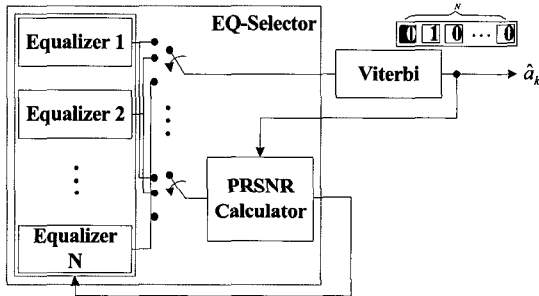 EQ-Selector
N
0 1 0 ... 0
Equalizer 1
Viterbi
âₖ
Equalizer 2
PRSNR
Calculator
Equalizer
N